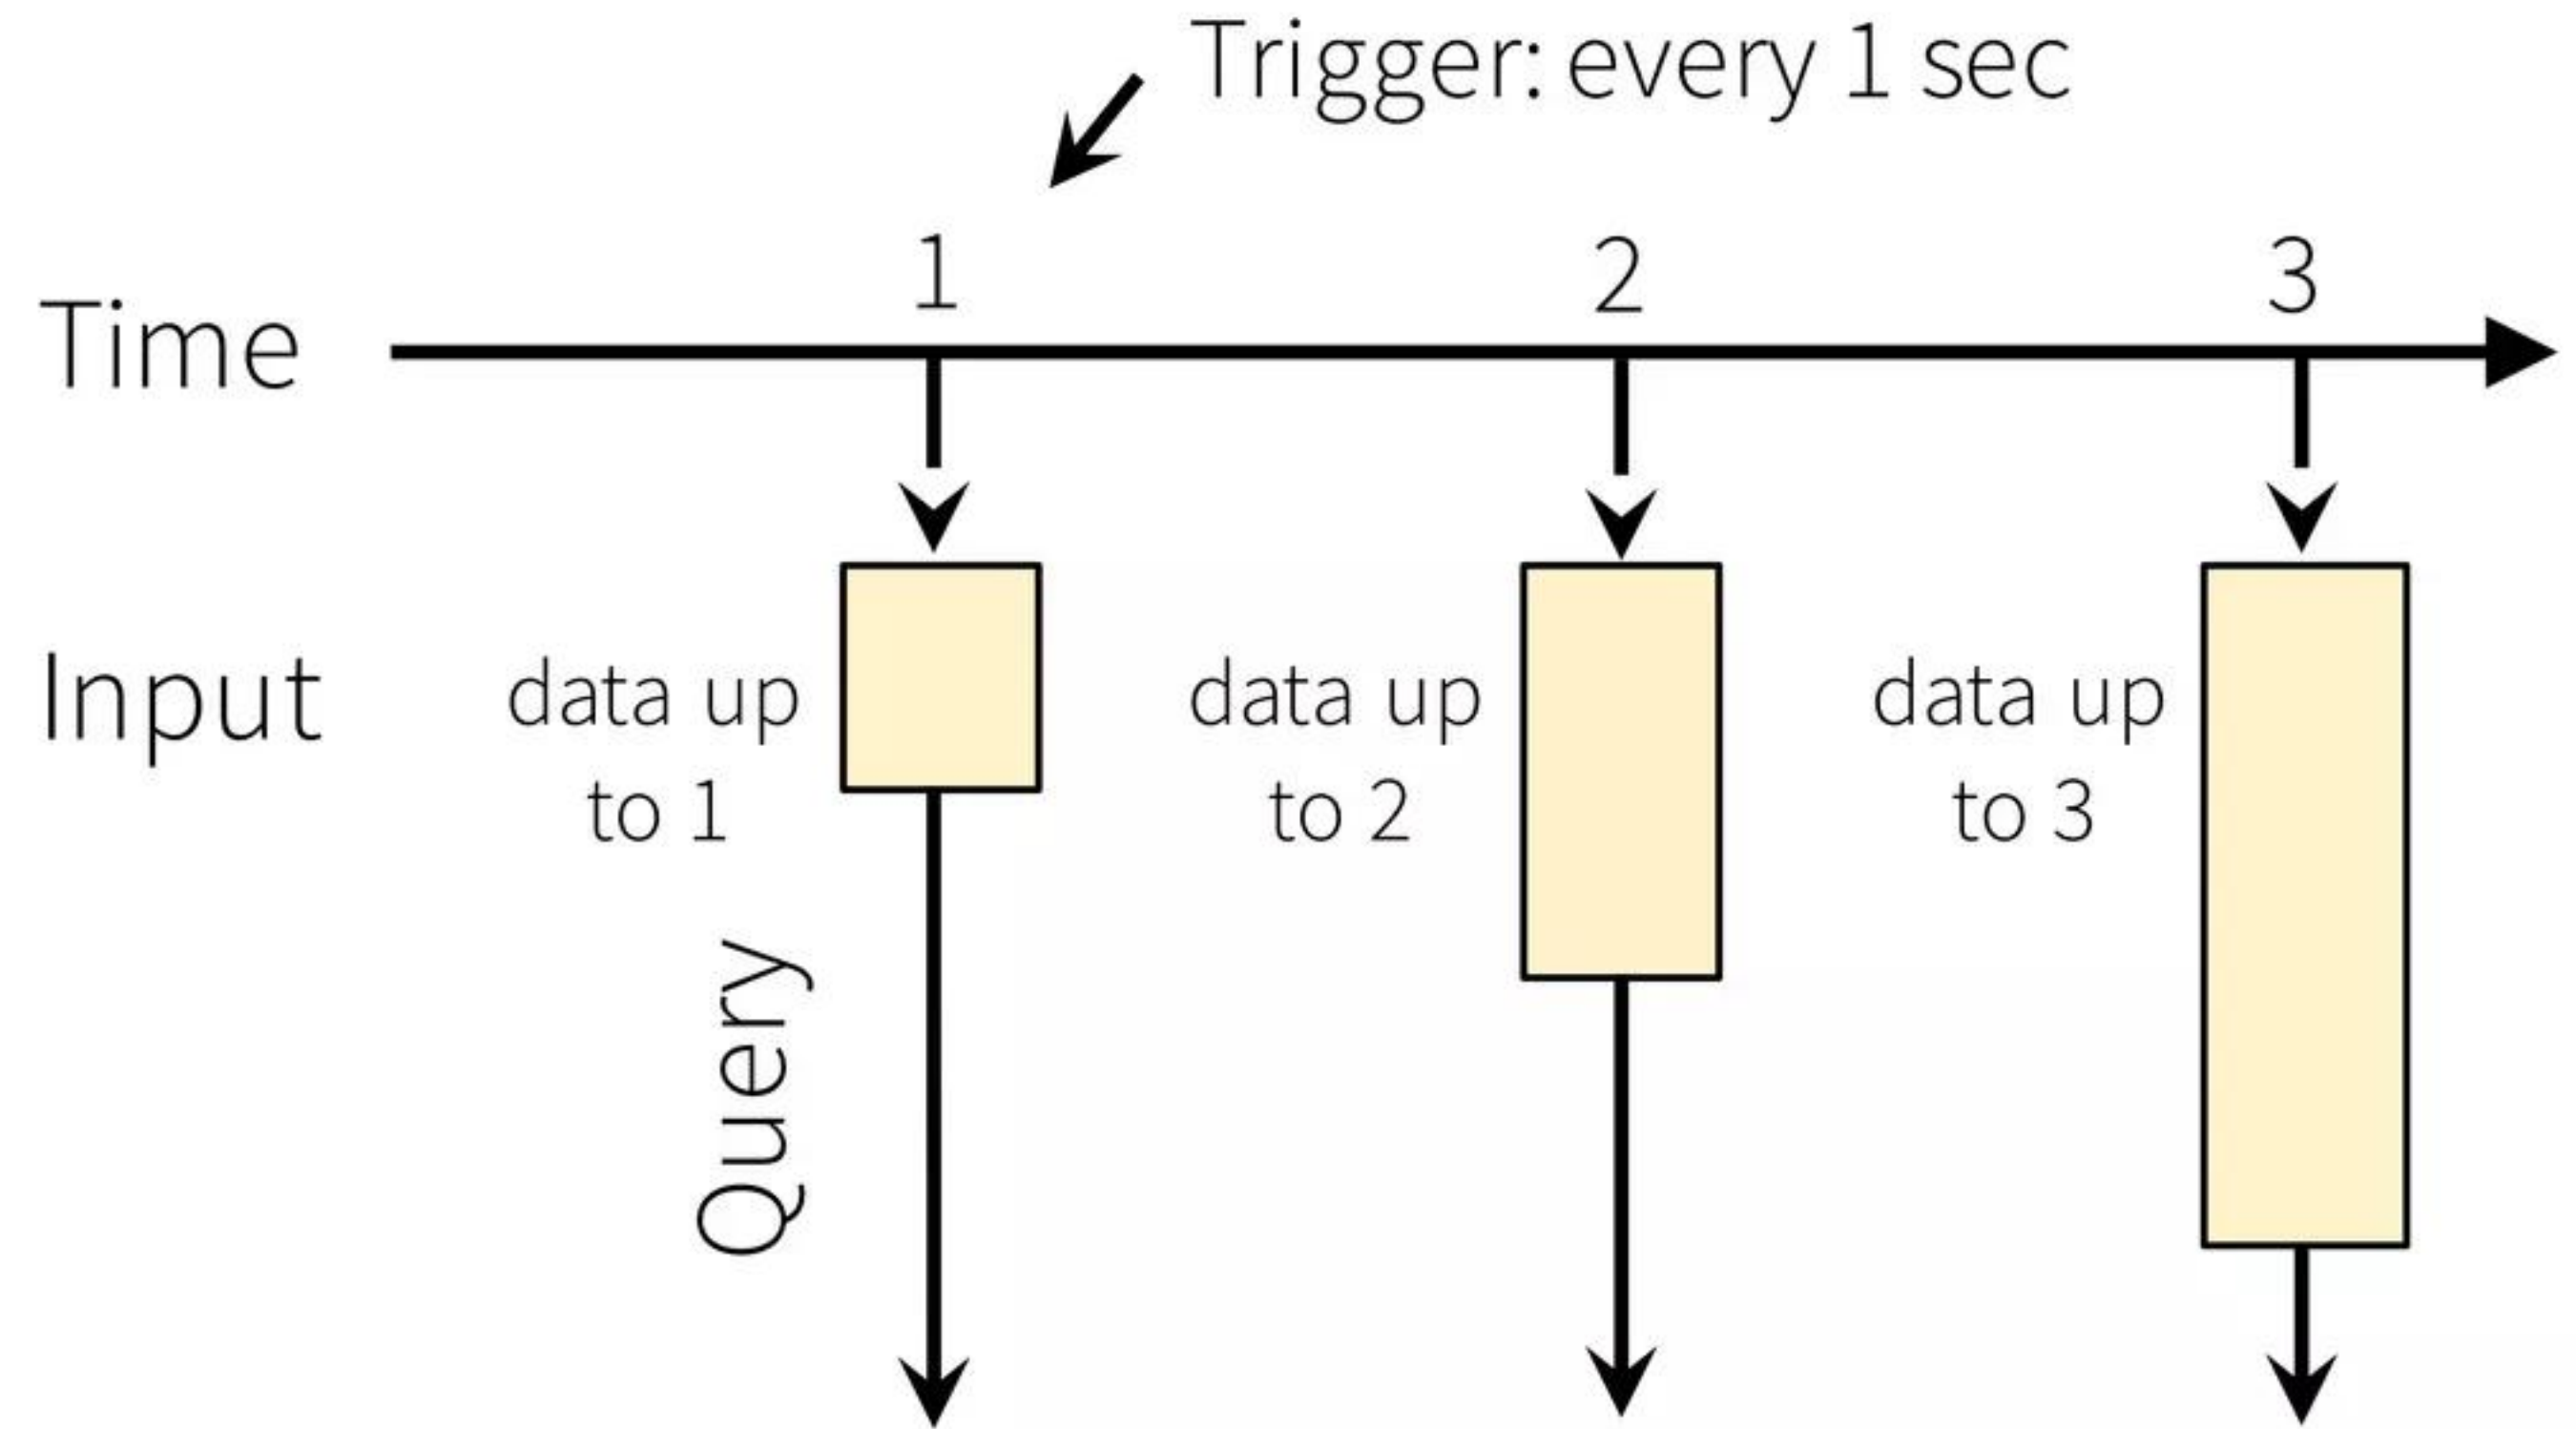 Trigger: every 1 sec
1
2
3
Time
Input
data up
to 1
data up
to 2
data up
to 3
Query